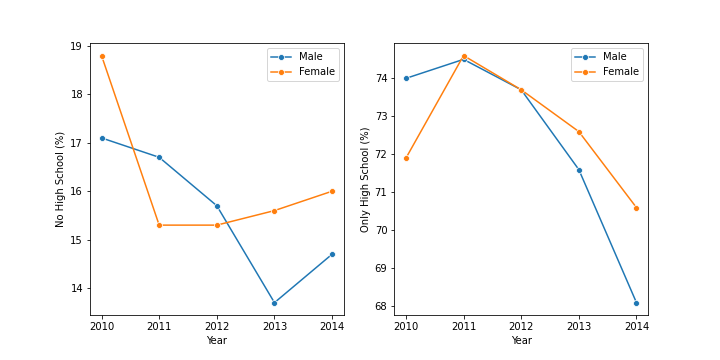 No High School (%)
19
18
17
16
15
14
2010 2011 2012 2013 2014
Year
Male
Female
Only High School (%)
74
73
72
71
70
69
68
2010 2011 2012 2013 2014
Year
Male
Female